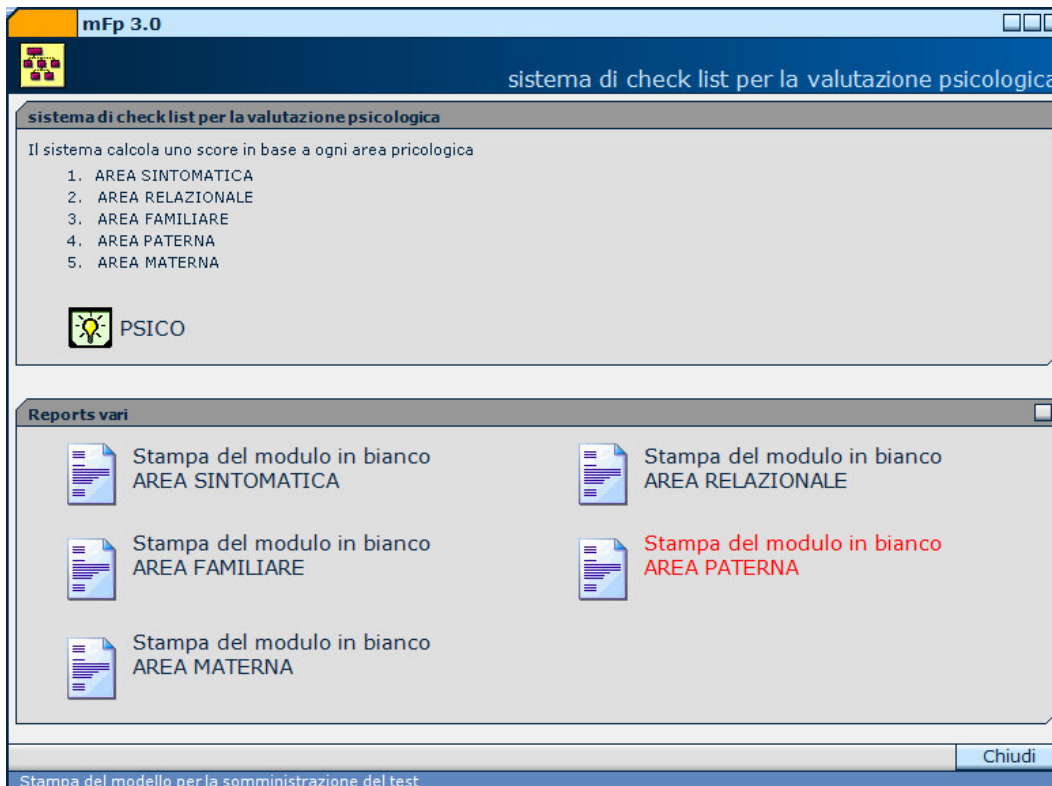 mFp 3.0
sistema di check list per la valutazione psicologica
sistema di check list per la valutazione psicologica
Il sistema calcola uno score in base a ogni area pricologica
1. AREA SINTOMATICA
2. AREA RELAZIONALE
3. AREA FAMILIARE
4. AREA PATERNA
5. AREA MATERNA
PSICO
Reports vari
Stampa del modulo in bianco
AREA SINTOMATICA
Stampa del modulo in bianco
AREA RELAZIONALE
Stampa del modulo in bianco
AREA FAMILIARE
Stampa del modulo in bianco
AREA PATERNA
Stampa del modulo in bianco
AREA MATERNA
Chiudi
Stampa del modello per la somministrazione del test